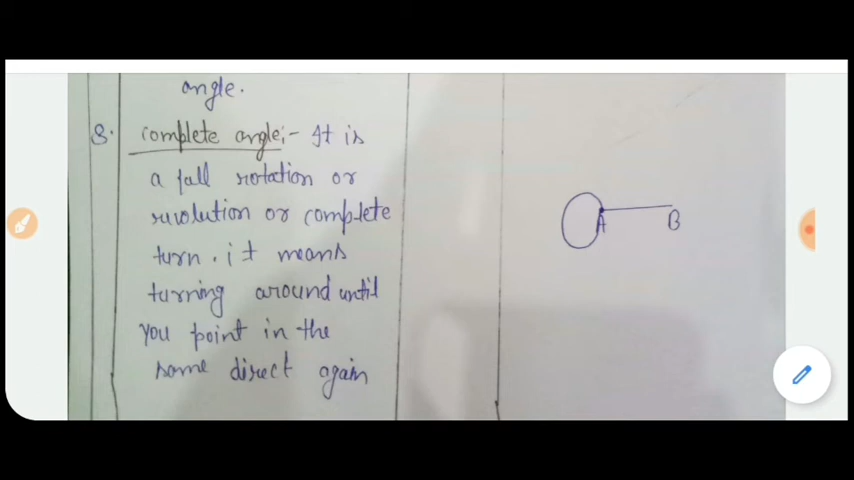 angle.
8. complete angle:- It is
a full rotation or
revolution or complete
turn. it means
turning around until
you point in the
same direct again
A
B